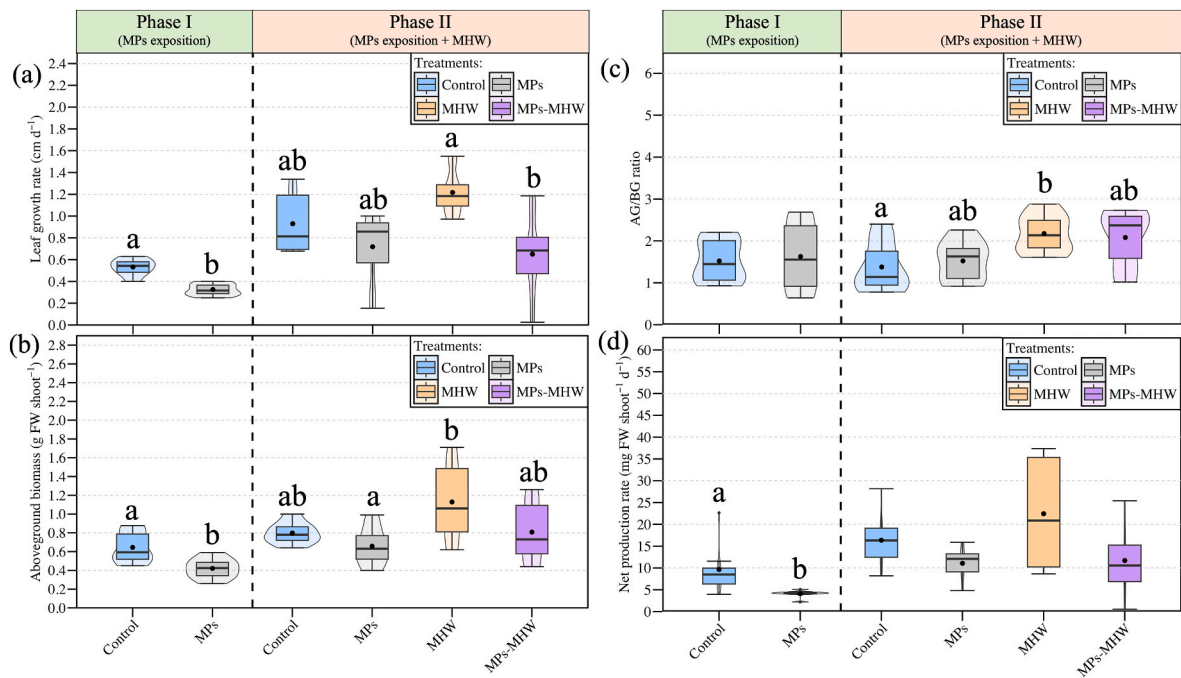 Phase I
(MPs exposition)
Phase II
(MPs exposition + MHW)
Phase I
(MPs exposition)
Phase II
(MPs exposition + MHW)
(a)
Leaf growth rate (cm d⁻¹)
2.4
2.2
2.0
1.8
1.6
1.4
1.2
1.0
0.8
0.6
0.4
0.2
0.0
Treatments:
Control
MPs
MHW
MPs-MHW
a
b
ab
ab
a
b
(c)
AG/BG ratio
6
5
4
3
2
1
0
Treatments:
Control
MPs
MHW
MPs-MHW
a
ab
b
ab
(b)
Aboveground biomass (g FW shoot⁻¹)
2.8
2.6
2.4
2.2
2.0
1.8
1.6
1.4
1.2
1.0
0.8
0.6
0.4
0.2
0.0
Treatments:
Control
MPs
MHW
MPs-MHW
a
b
ab
a
b
ab
Control
MPs
Control
MPs
MHW
MPs-MHW
(d)
Net production rate (mg FW shoot⁻¹ d⁻¹)
60
55
50
45
40
35
30
25
20
15
10
5
0
Treatments:
Control
MPs
MHW
MPs-MHW
a
b
Control
MPs
Control
MPs
MHW
MPs-MHW